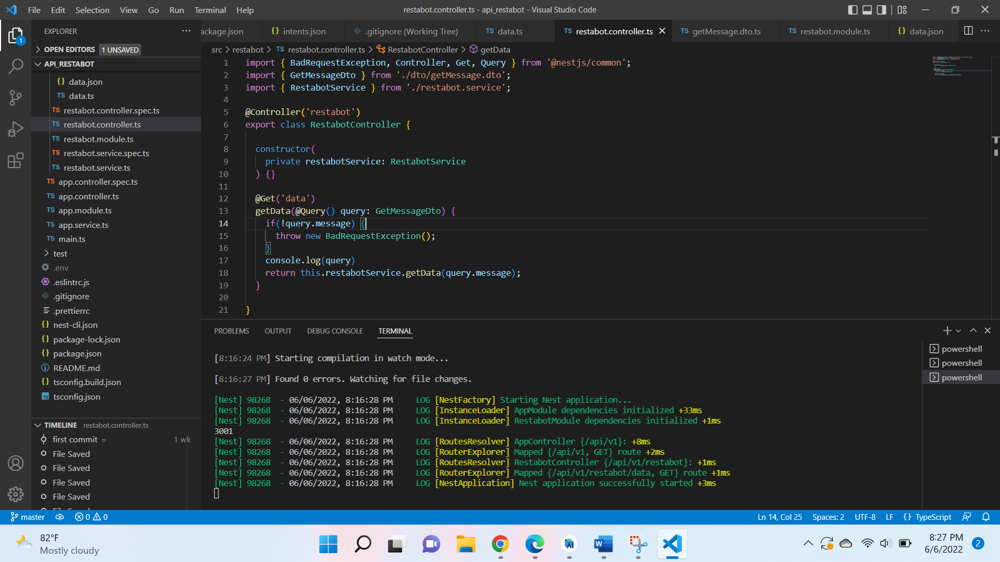 File Edit Selection View Go Run Terminal Help
restabot.controller.ts - api_restabot - Visual Studio Code
EXPLORER
OPEN EDITORS 1 UNSAVED
API_RESTABOT
data.json
data.ts
restabot.controller.spec.ts
restabot.controller.ts
restabot.module.ts
restabot.service.spec.ts
restabot.service.ts
app.controller.spec.ts
app.controller.ts
app.module.ts
app.service.ts
main.ts
test
.env
.eslintrc.js
.gitignore
.prettierrc
nest-cli.json
package-lock.json
package.json
README.md
tsconfig.build.json
tsconfig.json
TIMELINE restabot.controller.ts
first commit = 1 wk
File Saved
File Saved
File Saved
File Saved
ackage.json intents.json .gitignore (Working Tree) data.ts restabot.controller.ts getMessage.dto.ts restabot.module.ts data.json
src > restabot > TS restabot.controller.ts > RestabotController > getData
1 import { BadRequestException, Controller, Get, Query } from '@nestjs/common';
2 import { GetMessageDto } from './dto/getMessage.dto';
3 import { RestabotService } from './restabot.service';
4
5 @Controller('restabot')
6 export class RestabotController {
7
8 constructor(
9 private restabotService: RestabotService
10 ) {}
11
12 @Get('data')
13 getData(@Query() query: GetMessageDto) {
14 if(!query.message) {
15 throw new BadRequestException();
16 }
17 console.log(query)
18 return this.restabotService.getData(query.message);
19 }
20
21 }
PROBLEMS OUTPUT DEBUG CONSOLE TERMINAL
[8:16:24 PM] Starting compilation in watch mode...
[8:16:27 PM] Found 0 errors. Watching for file changes.
[Nest] 98268 - 06/06/2022, 8:16:28 PM LOG [NestFactory] Starting Nest application...
[Nest] 98268 - 06/06/2022, 8:16:28 PM LOG [InstanceLoader] AppModule dependencies initialized +33ms
[Nest] 98268 - 06/06/2022, 8:16:28 PM LOG [InstanceLoader] RestabotModule dependencies initialized +1ms
3001
[Nest] 98268 - 06/06/2022, 8:16:28 PM LOG [RoutesResolver] AppController {/api/v1}: +8ms
[Nest] 98268 - 06/06/2022, 8:16:28 PM LOG [RouterExplorer] Mapped {/api/v1, GET} route +2ms
[Nest] 98268 - 06/06/2022, 8:16:28 PM LOG [RoutesResolver] RestabotController {/api/v1/restabot}: +1ms
[Nest] 98268 - 06/06/2022, 8:16:28 PM LOG [RouterExplorer] Mapped {/api/v1/restabot/data, GET} route +1ms
[Nest] 98268 - 06/06/2022, 8:16:28 PM LOG [NestApplication] Nest application successfully started +3ms
powershell
powershell
powershell
master 0 0 Ln 14, Col 25 Spaces: 2 UTF-8 LF {} TypeScript
82°F
Mostly cloudy
8:27 PM
6/6/2022
2